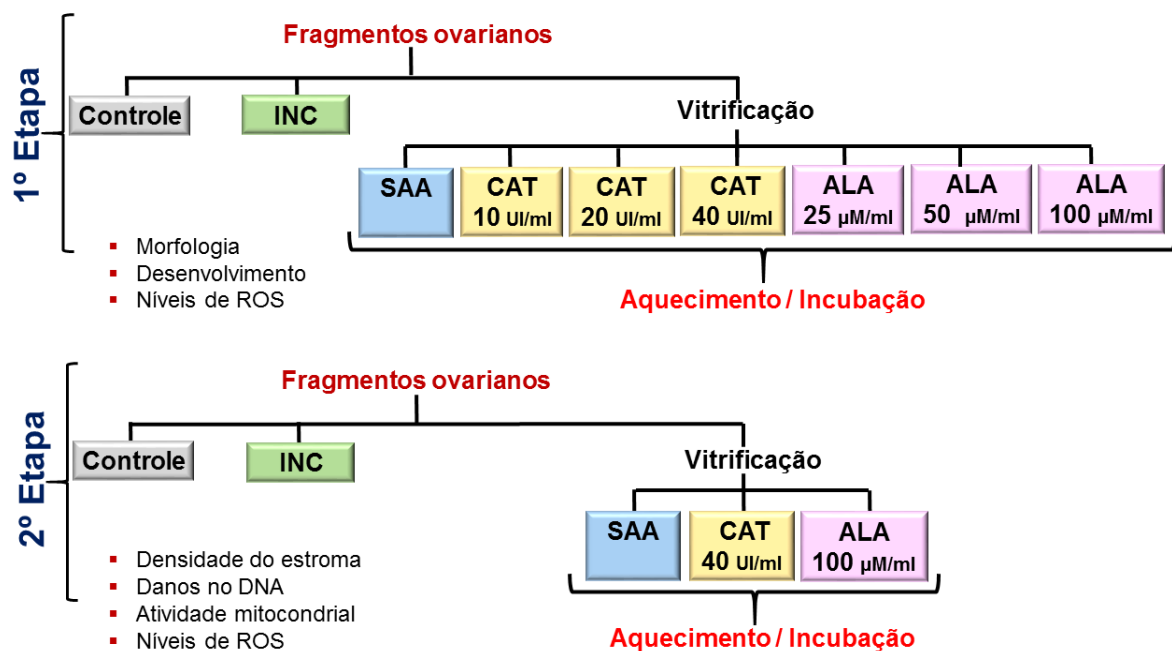 1º Etapa
Fragmentos ovarianos
Controle
INC
Vitrificação
SAA
CAT
10 UI/ml
CAT
20 UI/ml
CAT
40 UI/ml
ALA
25 µM/ml
ALA
50 µM/ml
ALA
100 µM/ml
▪ Morfologia
▪ Desenvolvimento
▪ Níveis de ROS
Aquecimento / Incubação
2º Etapa
Fragmentos ovarianos
Controle
INC
Vitrificação
SAA
CAT
40 UI/ml
ALA
100 µM/ml
▪ Densidade do estroma
▪ Danos no DNA
▪ Atividade mitocondrial
▪ Níveis de ROS
Aquecimento / Incubação